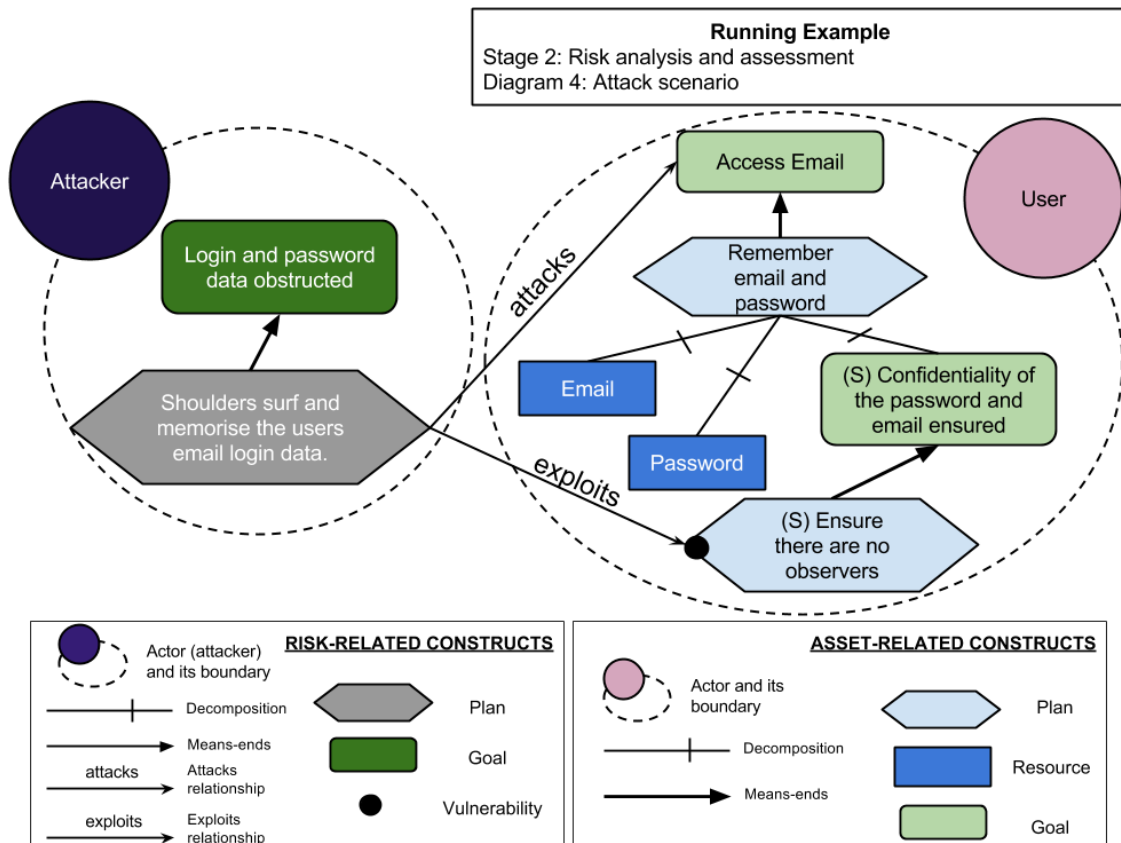 Running Example
Stage 2: Risk analysis and assessment
Diagram 4: Attack scenario
Attacker
Login and password
data obstructed
Shoulders surf and
memorise the users
email login data.
attacks
exploits
Access Email
User
Remember
email and
password
Email
Password
(S) Confidentiality of
the password and
email ensured
(S) Ensure
there are no
observers
RISK-RELATED CONSTRUCTS
Actor (attacker)
and its boundary
Decomposition
Means-ends
attacks
Attacks
relationship
exploits
Exploits
relationship
Plan
Goal
Vulnerability
ASSET-RELATED CONSTRUCTS
Actor and its
boundary
Decomposition
Means-ends
Plan
Resource
Goal